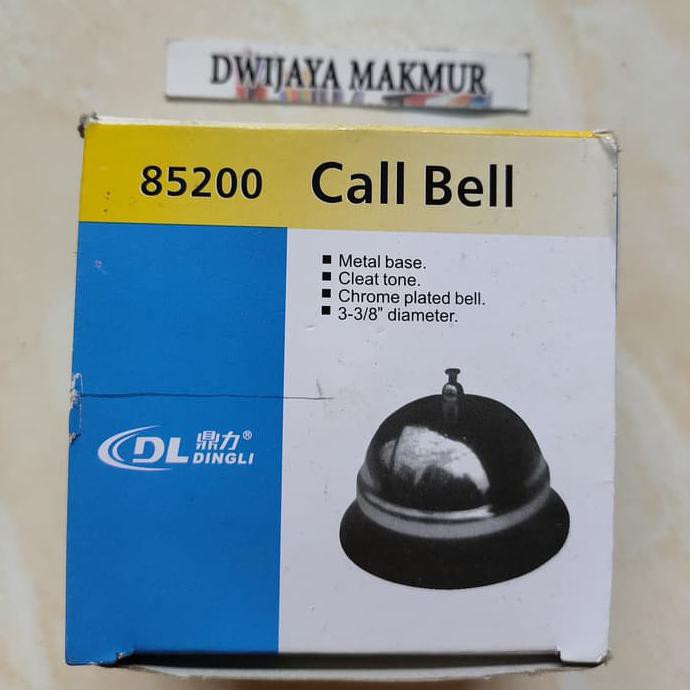 DWIJAYA MAKMUR
85200 Call Bell
■ Metal base.
■ Cleat tone.
■ Chrome plated bell.
■ 3-3/8" diameter.
DL 鼎力®
DINGLI